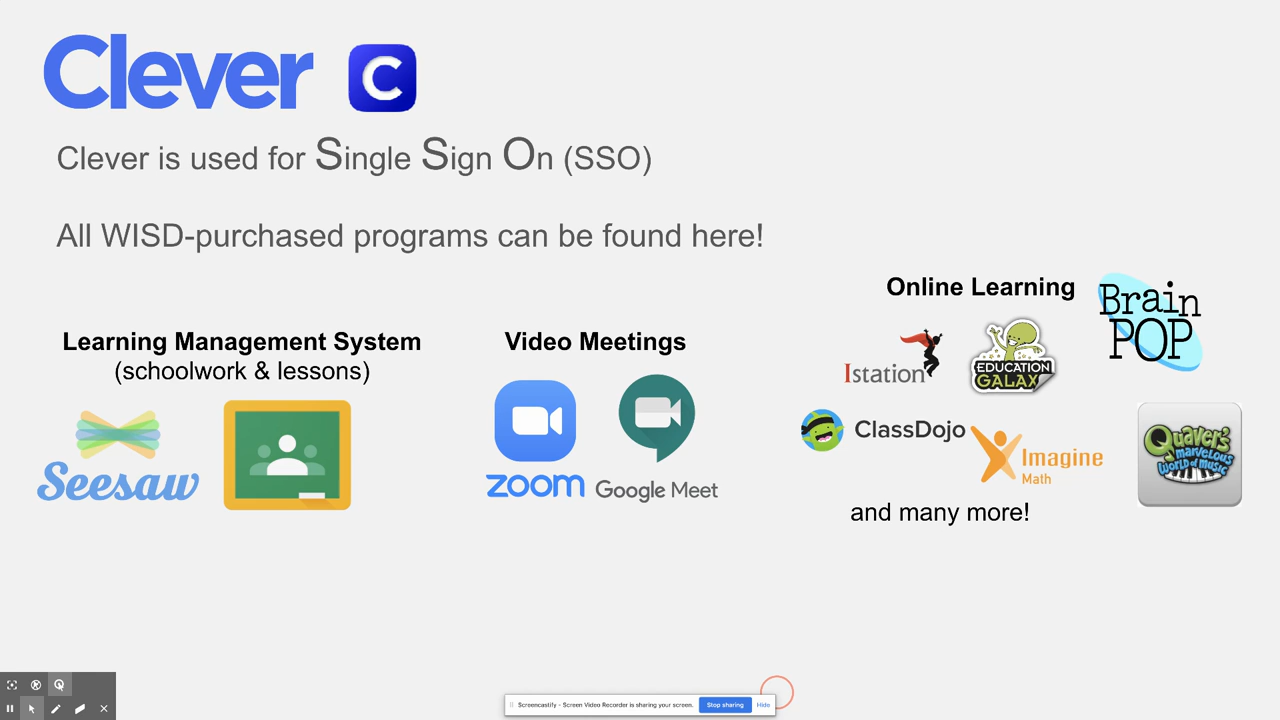 Clever C
Clever is used for Single Sign On (SSO)
All WISD-purchased programs can be found here!
Learning Management System
(schoolwork & lessons)
Seesaw
Video Meetings
zoom
Google Meet
Online Learning
Brain
POP
Istation
EDUCATION
GALAXY
ClassDojo
Imagine
Math
Quaver's
marvelous
World of Music
and many more!
Screencastify - Screen Video Recorder is sharing your screen. Stop sharing Hide